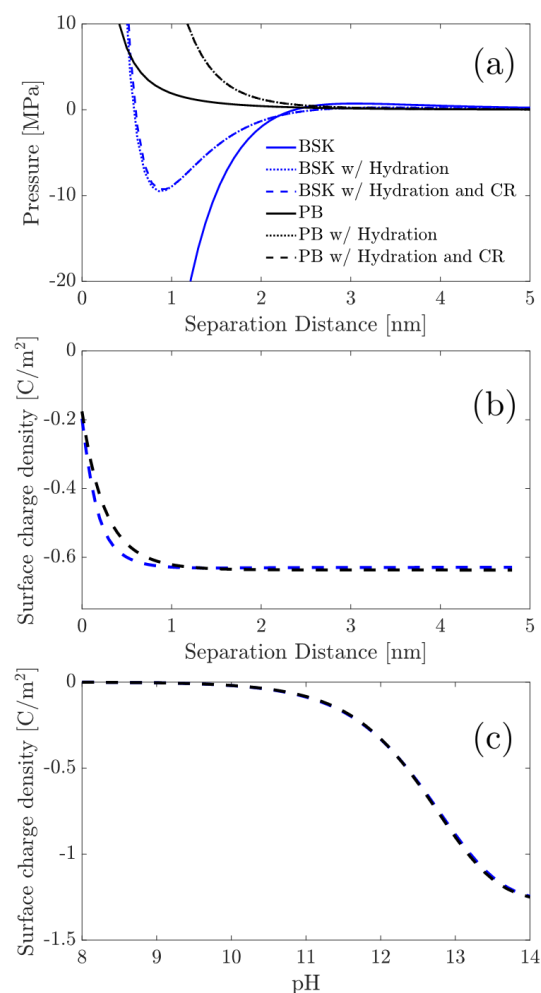 10
0
-10
-20
Pressure [MPa]
(a)
BSK
BSK w/ Hydration
BSK w/ Hydration and CR
PB
PB w/ Hydration
PB w/ Hydration and CR
0 1 2 3 4 5
Separation Distance [nm]
0
-0.2
-0.4
-0.6
Surface charge density [C/m²]
(b)
0 1 2 3 4 5
Separation Distance [nm]
0
-0.5
-1
-1.5
Surface charge density [C/m²]
(c)
8 9 10 11 12 13 14
pH